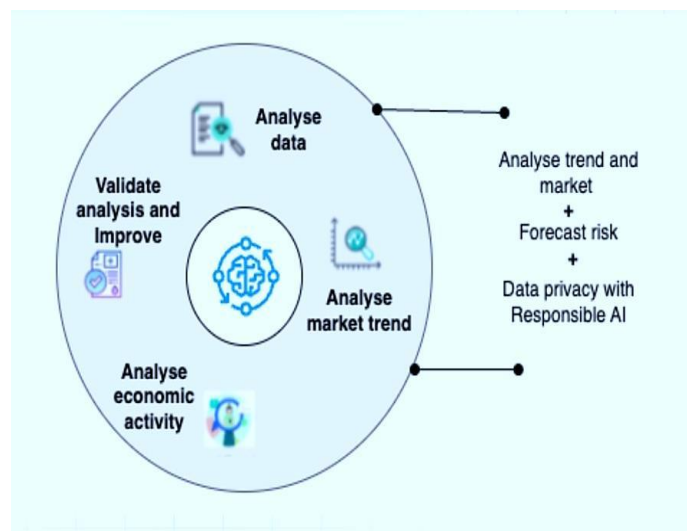 Analyse
data
Validate
analysis and
Improve
Analyse
market trend
Analyse
economic
activity
Analyse trend and
market
+
Forecast risk
+
Data privacy with
Responsible AI